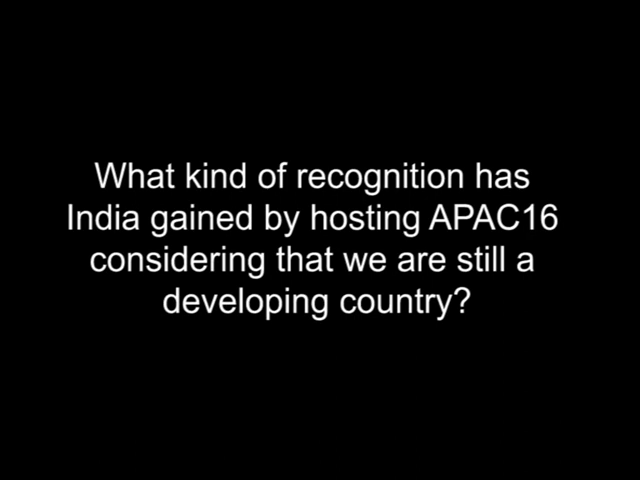 What kind of recognition has
India gained by hosting APAC16
considering that we are still a
developing country?